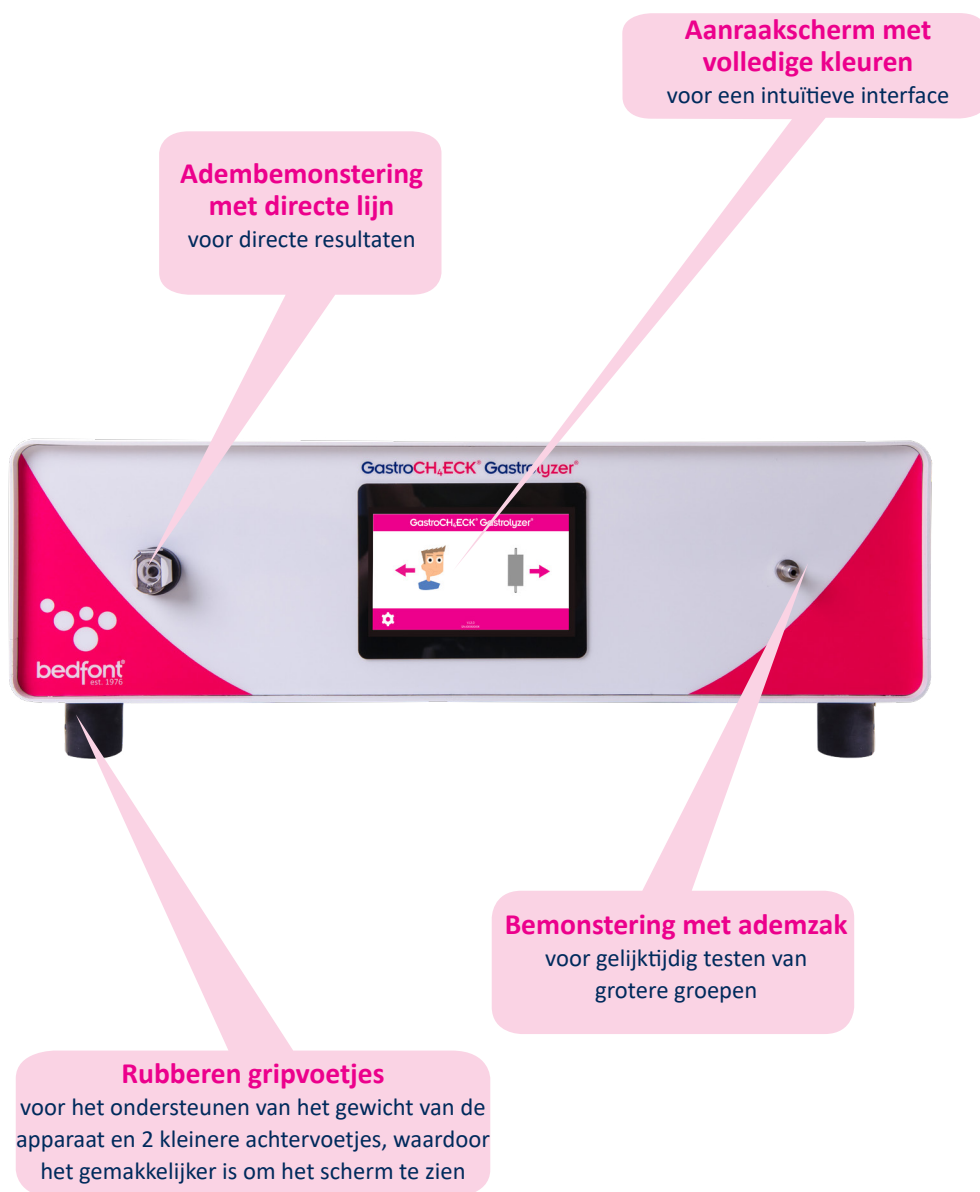 Aanraakscherm met
volledige kleuren
voor een intuïtieve interface
Adembemonstering
met directe lijn
voor directe resultaten
GastroCH₄ECK® Gastrolyzer®
GastroCH₄ECK® Gastrolyzer®
bedfont®
est. 1976
Bemonstering met ademzak
voor gelijktijdig testen van
grotere groepen
Rubberen gripvoetjes
voor het ondersteunen van het gewicht van de
apparaat en 2 kleinere achtervoetjes, waardoor
het gemakkelijker is om het scherm te zien